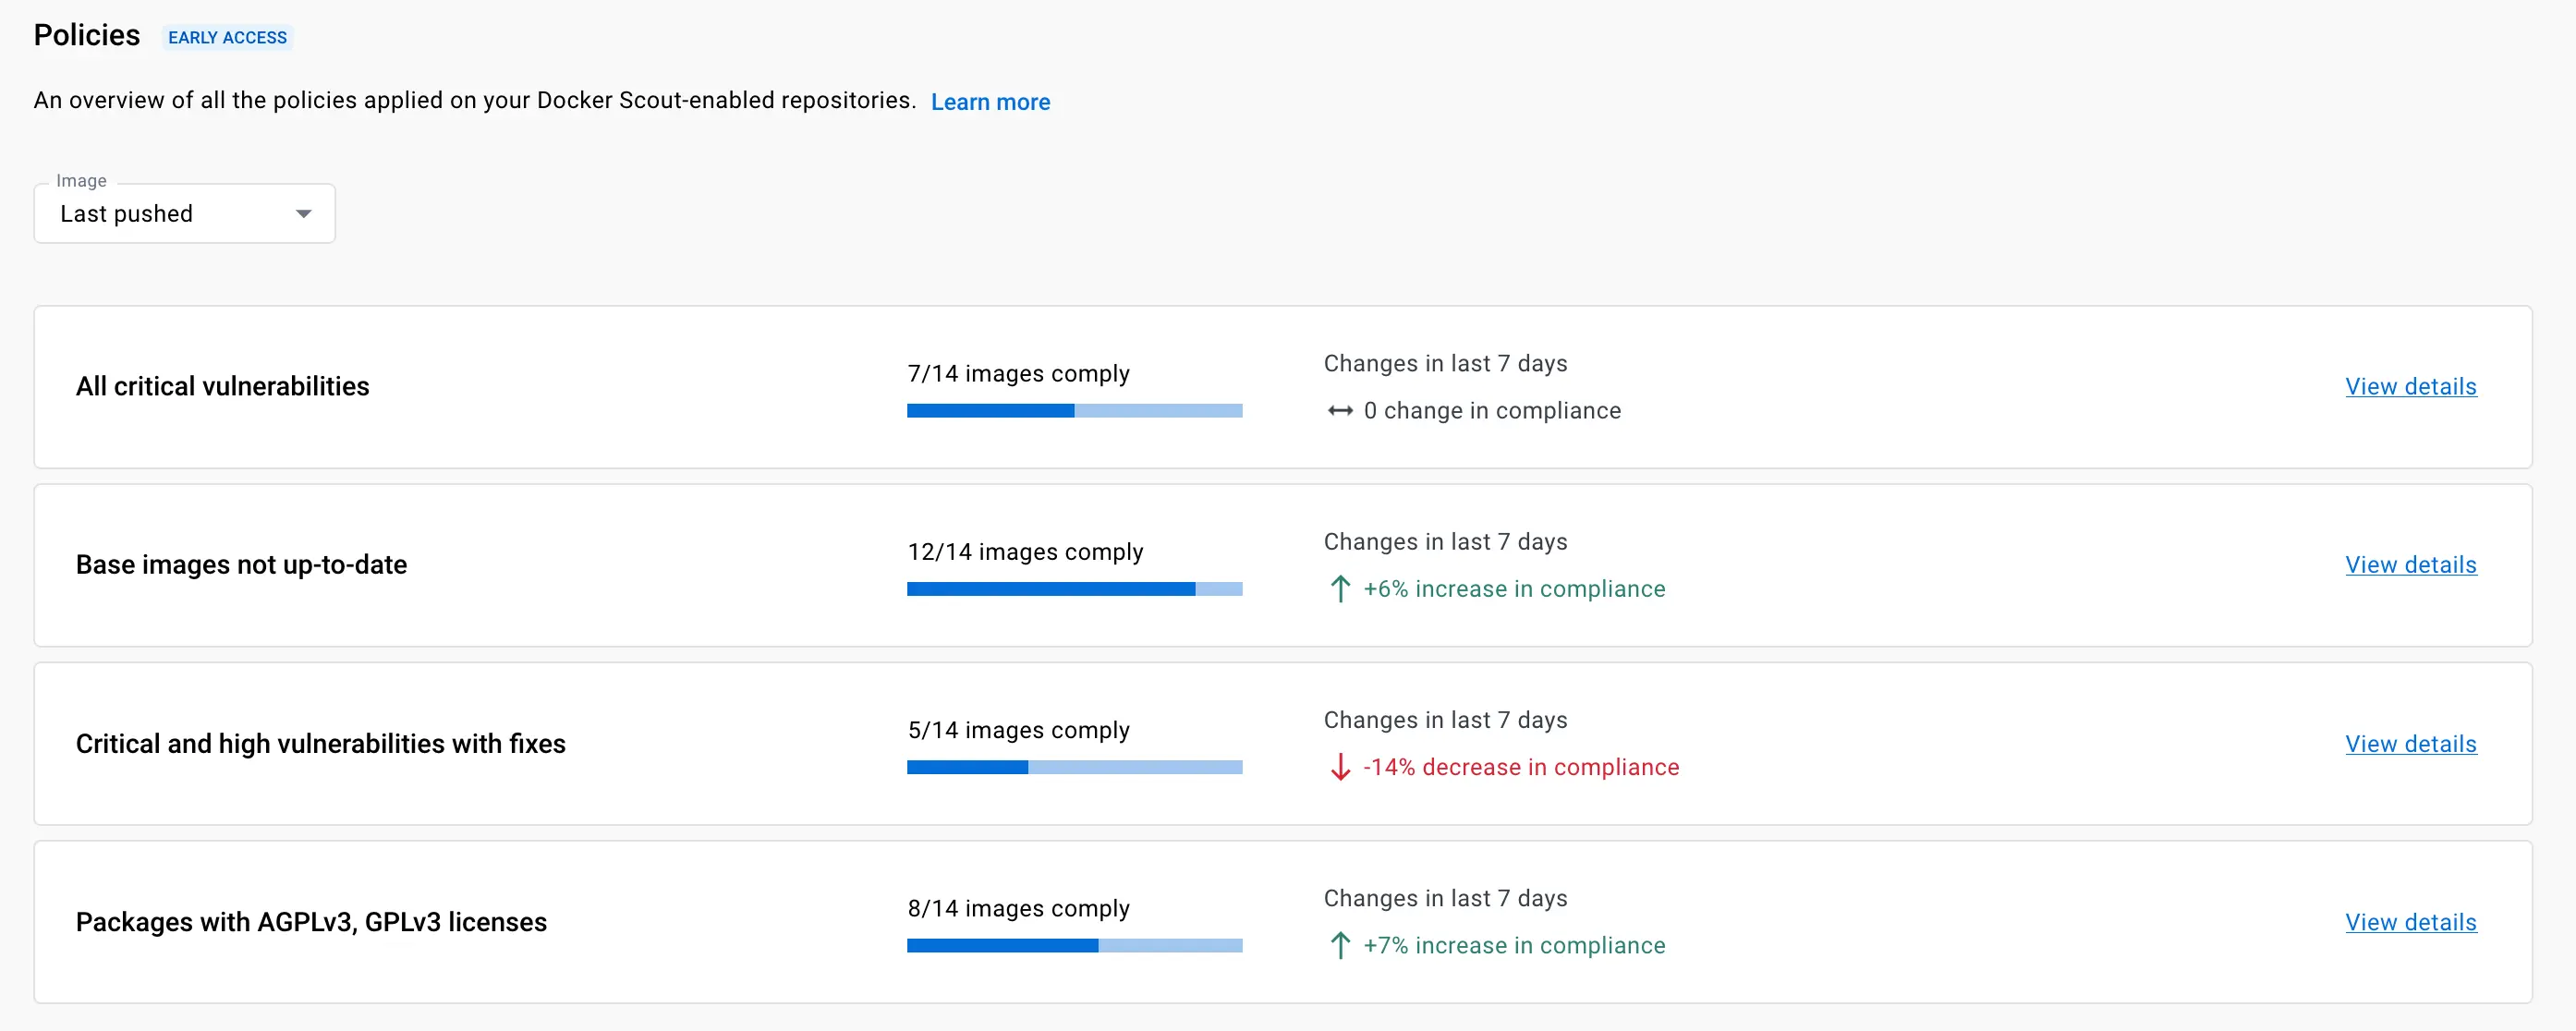 Policies EARLY ACCESS
An overview of all the policies applied on your Docker Scout-enabled repositories. Learn more
Image
Last pushed
All critical vulnerabilities
7/14 images comply
Changes in last 7 days
0 change in compliance
View details
Base images not up-to-date
12/14 images comply
Changes in last 7 days
+6% increase in compliance
View details
Critical and high vulnerabilities with fixes
5/14 images comply
Changes in last 7 days
-14% decrease in compliance
View details
Packages with AGPLv3, GPLv3 licenses
8/14 images comply
Changes in last 7 days
+7% increase in compliance
View details